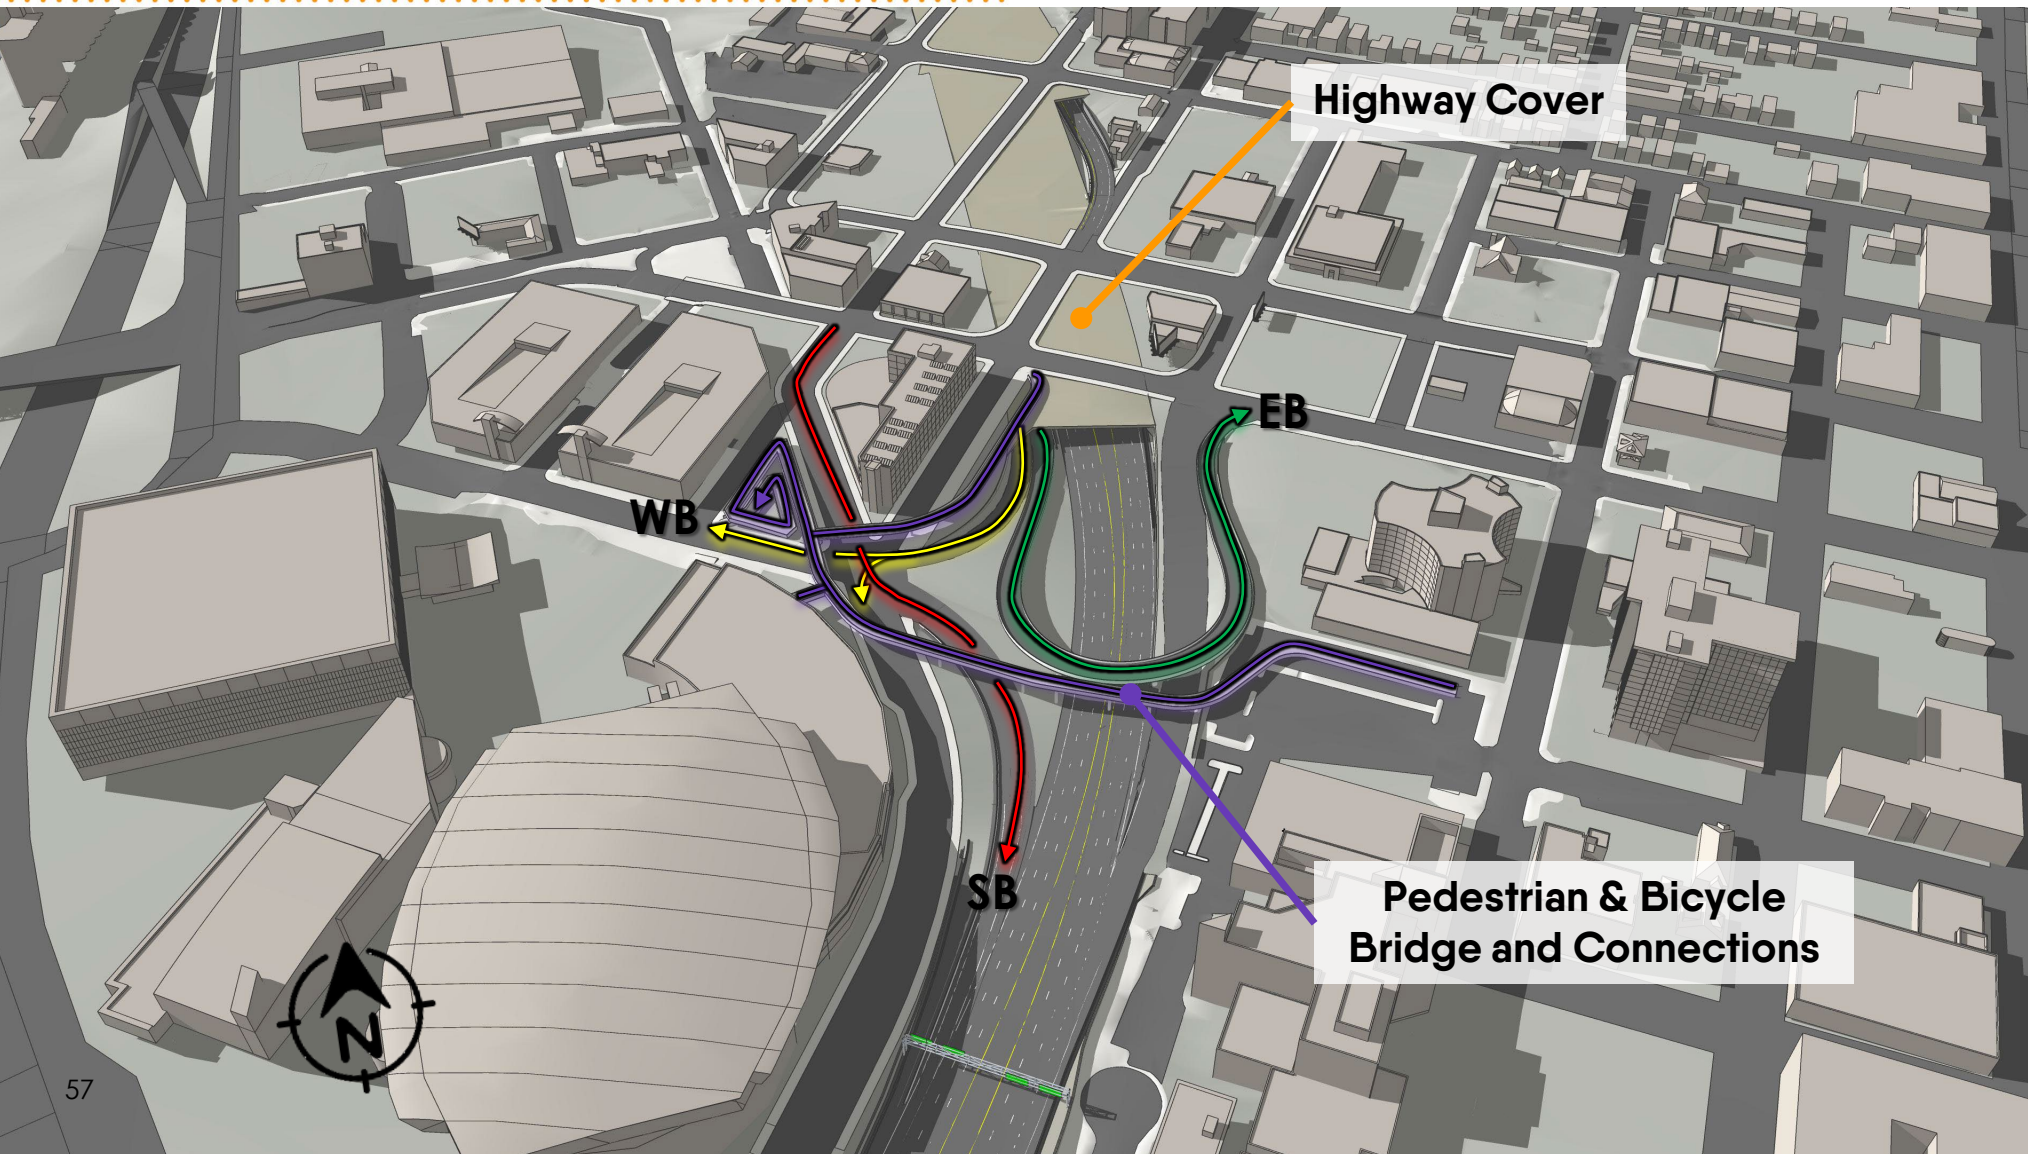 Highway Cover
EB
WB
SB
Pedestrian & Bicycle
Bridge and Connections
N
57